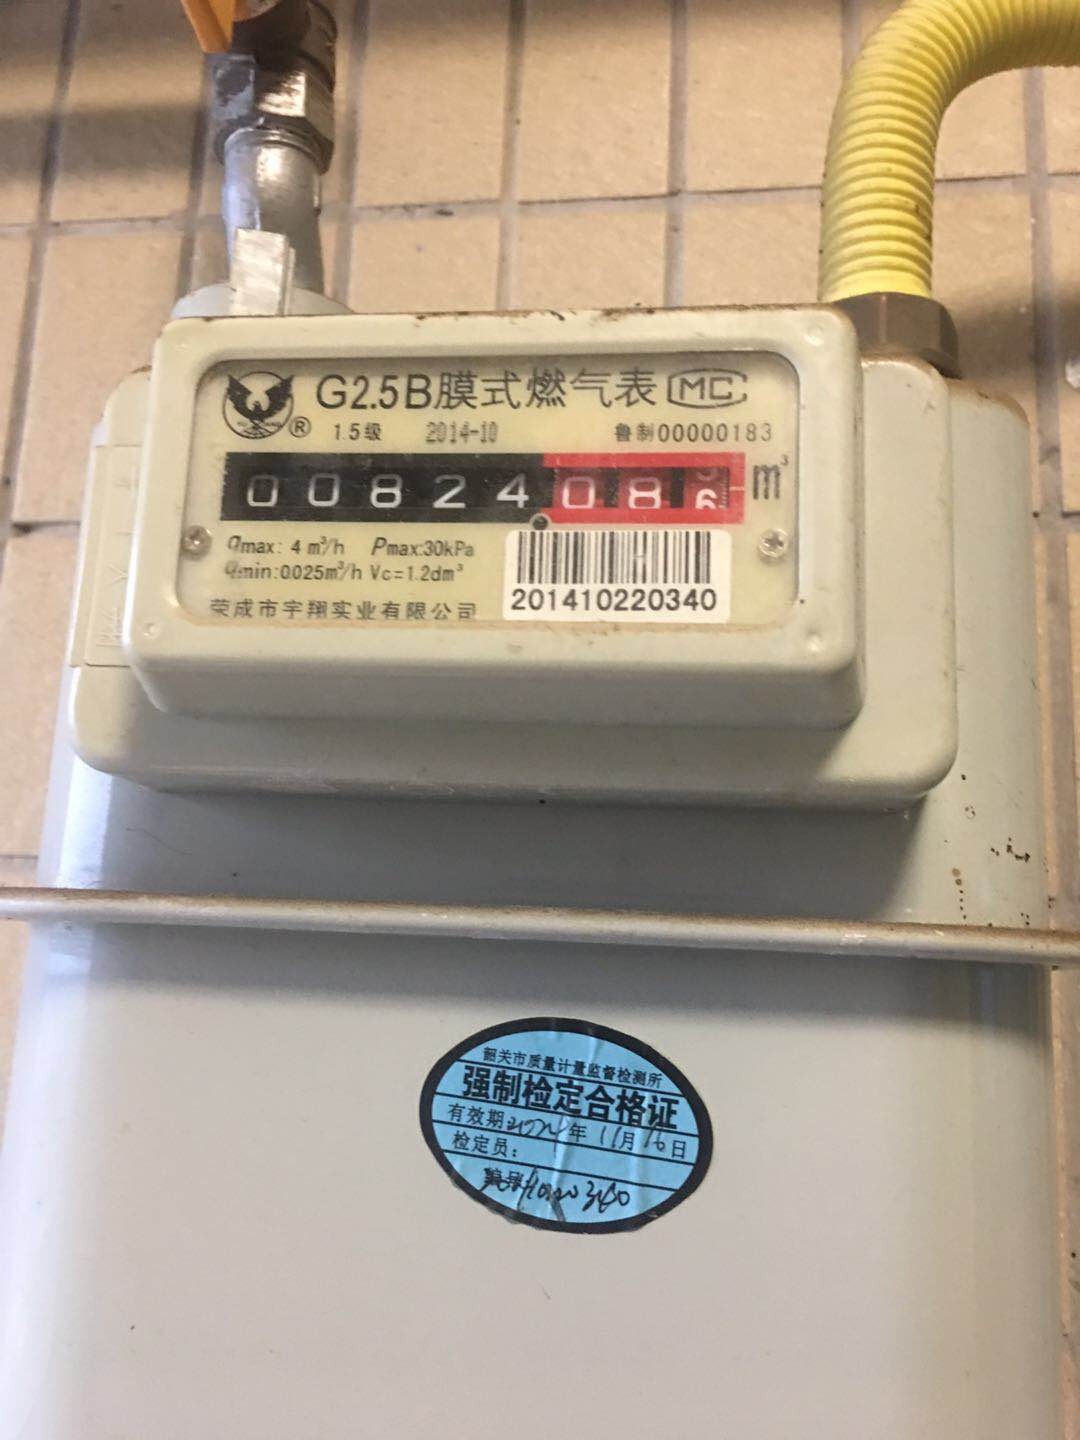 G2.5B膜式燃气表 MC
® 1.5级 2014-10 鲁制00000183
00824086 m³
qmax: 4 m³/h Pmax:30kPa
qmin:0.025m³/h Vc=1.2dm³
荣成市宇翔实业有限公司
201410220340
韶关市质量计量监督检测所
强制检定合格证
有效期2024年11月16日
检定员：